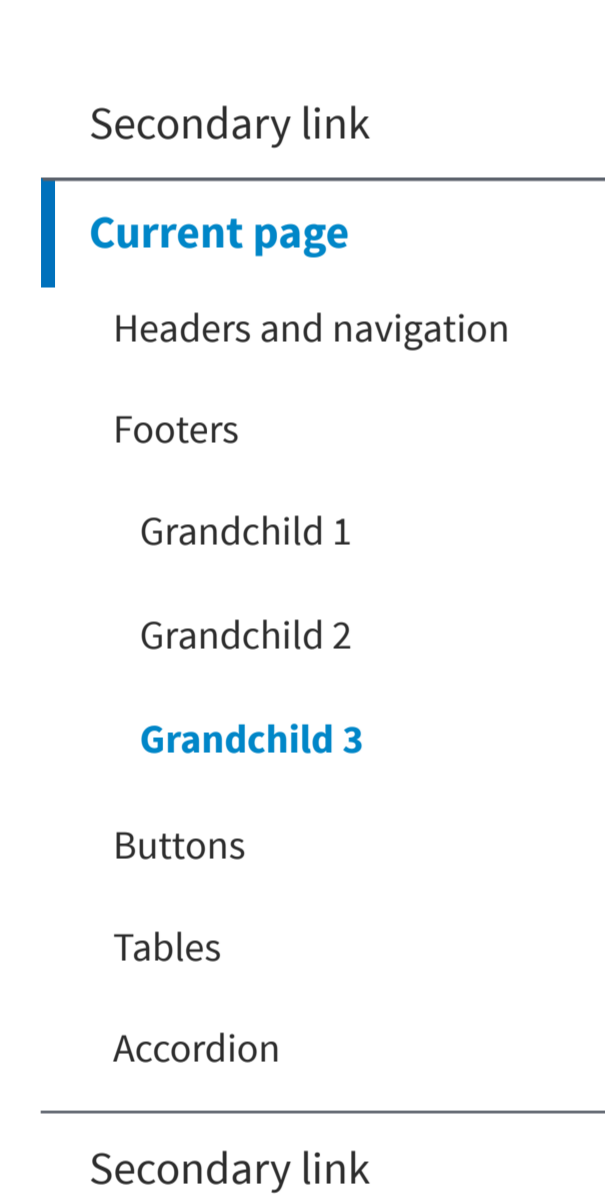 Secondary link
Current page
Headers and navigation
Footers
Grandchild 1
Grandchild 2
Grandchild 3
Buttons
Tables
Accordion
Secondary link